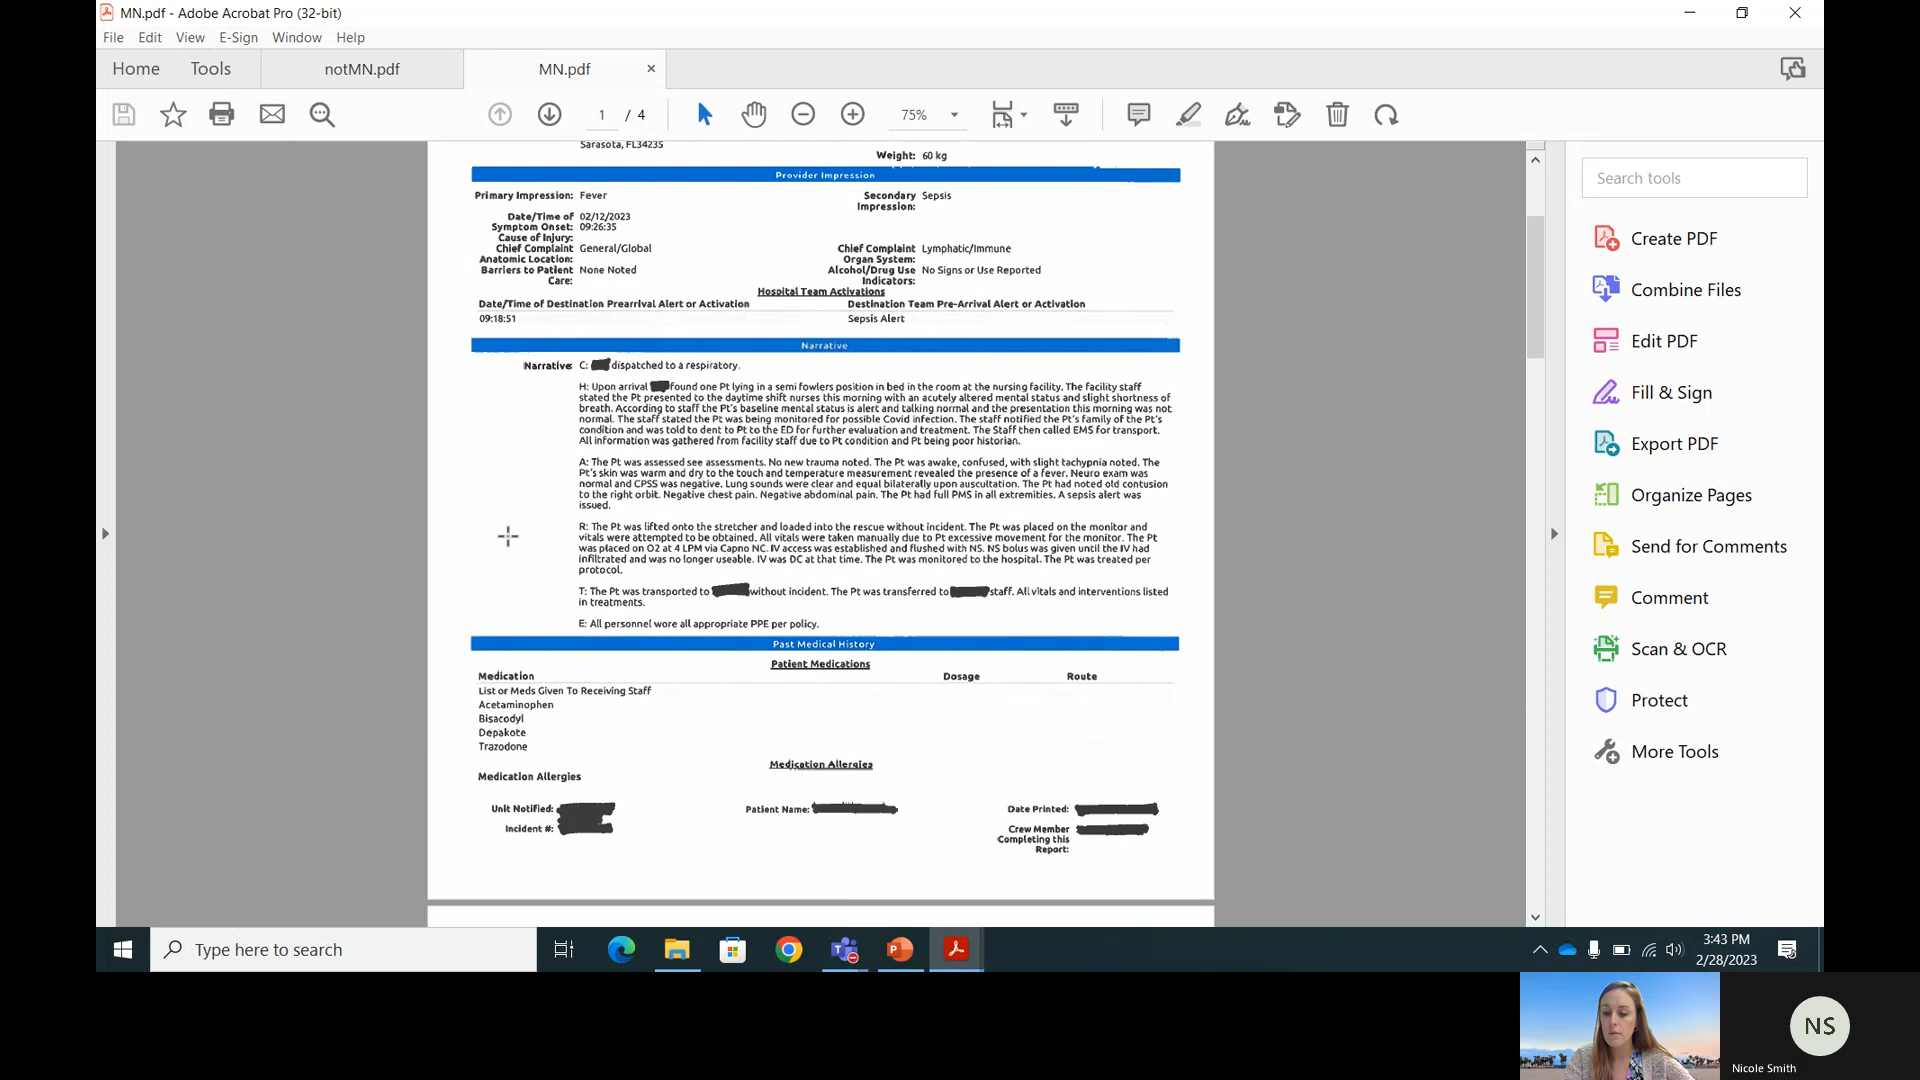 MN.pdf - Adobe Acrobat Pro (32-bit)
File Edit View E-Sign Window Help
Home Tools notMN.pdf MN.pdf
1 / 4 75%
Sarasota, FL34235
Weight: 60 kg
Provider Impression
Primary Impression: Fever
Secondary Impression: Sepsis
Date/Time of Symptom Onset: 02/12/2023 09:26:35
Cause of Injury:
Chief Complaint Anatomic Location: General/Global
Chief Complaint Organ System: Lymphatic/Immune
Barriers to Patient Care: None Noted
Alcohol/Drug Use Indicators: No Signs or Use Reported
Hospital Team Activations
Date/Time of Destination Prearrival Alert or Activation Destination Team Pre-Arrival Alert or Activation
09:18:51 Sepsis Alert
Narrative
Narrative: C: dispatched to a respiratory.
H: Upon arrival found one Pt lying in a semi fowlers position in bed in the room at the nursing facility. The facility staff
stated the Pt presented to the daytime shift nurses this morning with an acutely altered mental status and slight shortness of
breath. According to staff the Pt's baseline mental status is alert and talking normal and the presentation this morning was not
normal. The staff stated the Pt was being monitored for possible Covid infection. The staff notified the Pt's family of the Pt's
condition and was told to dent to Pt to the ED for further evaluation and treatment. The Staff then called EMS for transport.
All information was gathered from facility staff due to Pt condition and Pt being poor historian.
A: The Pt was assessed see assessments. No new trauma noted. The Pt was awake, confused, with slight tachypnia noted. The
Pt's skin was warm and dry to the touch and temperature measurement revealed the presence of a fever. Neuro exam was
normal and CPSS was negative. Lung sounds were clear and equal bilaterally upon auscultation. The Pt had noted old contusion
to the right orbit. Negative chest pain. Negative abdominal pain. The Pt had full PMS in all extremities. A sepsis alert was
issued.
R: The Pt was lifted onto the stretcher and loaded into the rescue without incident. The Pt was placed on the monitor and
vitals were attempted to be obtained. All vitals were taken manually due to Pt excessive movement for the monitor. The Pt
was placed on O2 at 4 LPM via Capno NC. IV access was established and flushed with NS. NS bolus was given until the IV had
infiltrated and was no longer useable. IV was DC at that time. The Pt was monitored to the hospital. The Pt was treated per
protocol.
T: The Pt was transported to without incident. The Pt was transferred to staff. All vitals and interventions listed
in treatments.
E: All personnel wore all appropriate PPE per policy.
Past Medical History
Patient Medications
Medication Dosage Route
List or Meds Given To Receiving Staff
Acetaminophen
Bisacodyl
Depakote
Trazodone
Medication Allergies
Medication Allergies
Unit Notified: Patient Name: Date Printed:
Incident #: Crew Member Completing this Report:
Search tools
Create PDF
Combine Files
Edit PDF
Fill & Sign
Export PDF
Organize Pages
Send for Comments
Comment
Scan & OCR
Protect
More Tools
Type here to search
3:43 PM
2/28/2023
NS
Nicole Smith